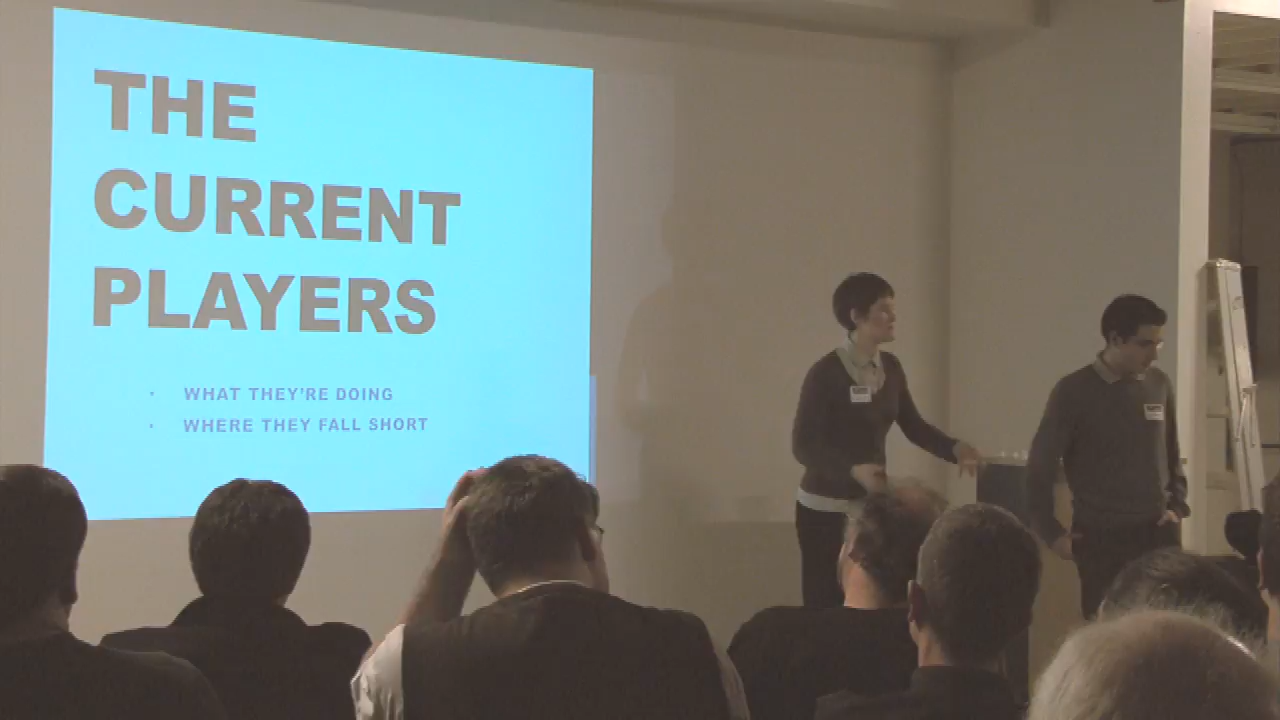 THE
CURRENT
PLAYERS
· WHAT THEY'RE DOING
· WHERE THEY FALL SHORT